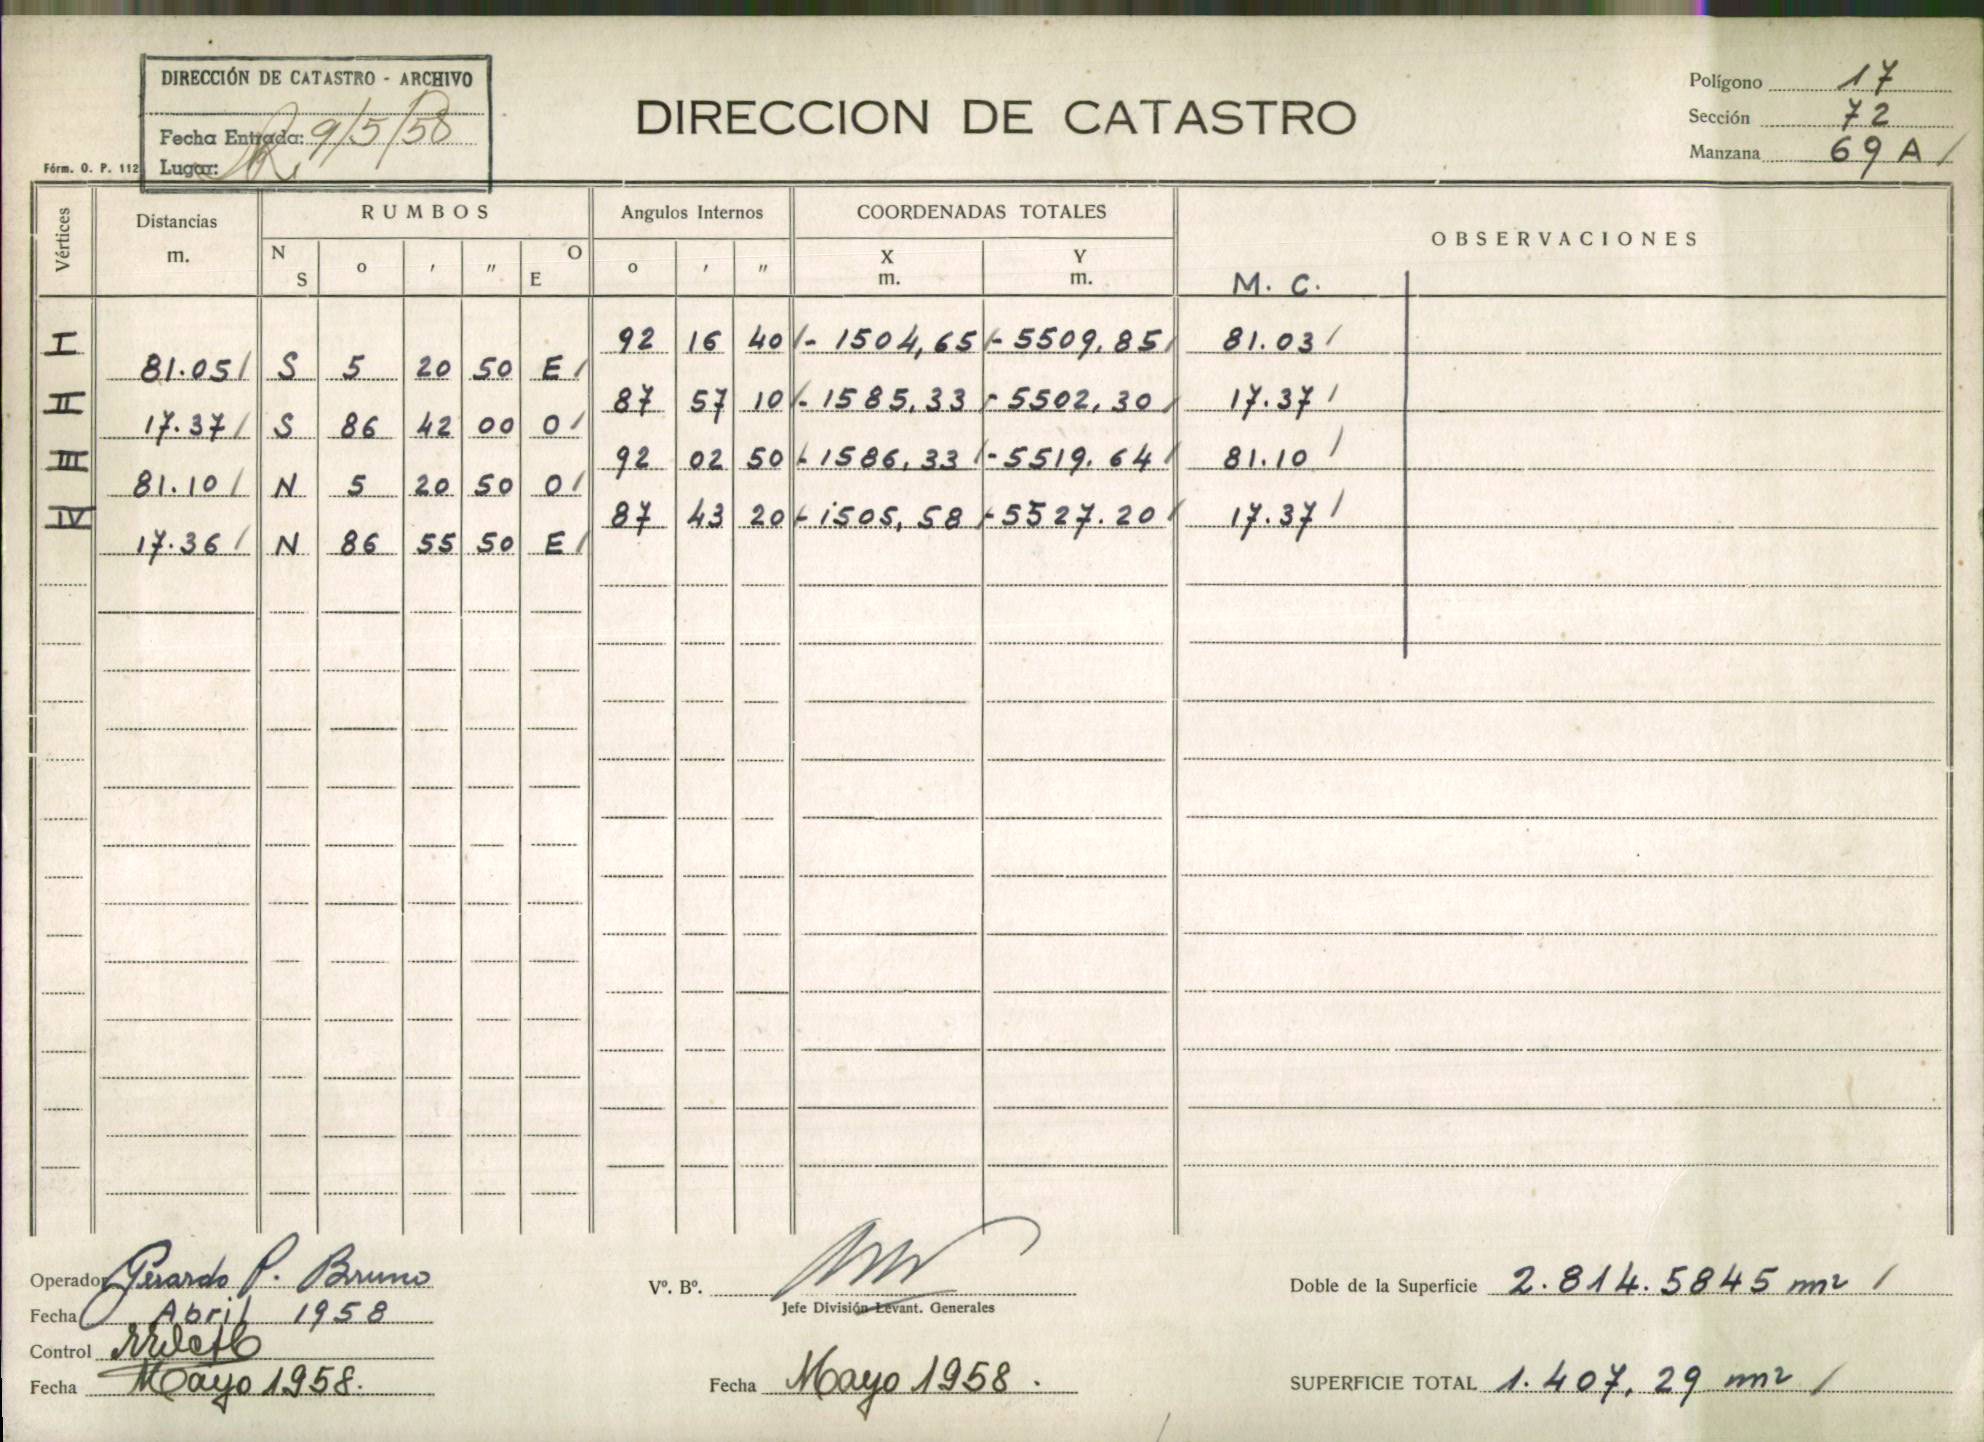 DIRECCIÓN DE CATASTRO - ARCHIVO
Fecha Entrada: 9/5/58
Lugar:
Fórm. O. P. 112
DIRECCION DE CATASTRO
Polígono 17
Sección 72
Manzana 69 A /
Vértices
Distancias m.
RUMBOS
N S o ' " O E
Angulos Internos
o ' "
COORDENADAS TOTALES
X m. Y m.
OBSERVACIONES
M. C.
I 92 16 40 / - 1504,65 / - 5509.85 / 81.03 /
81.05 / S 5 20 50 E /
II 87 57 10 / - 1585,33 - 5502,30 / 17.37 /
17.37 / S 86 42 00 O /
III 92 02 50 / - 1586,33 / - 5519.64 / 81.10 /
81.10 / N 5 20 50 O /
IV 87 43 20 / - 1505,58 / - 5527.20 / 17.37 /
17.36 / N 86 55 50 E /
Operador Gerardo P. Bruno
Fecha Abril 1958
Control
Fecha Mayo 1958.
Vº. Bº.
Jefe División Levant. Generales
Fecha Mayo 1958.
Doble de la Superficie 2.814.5845 m2 /
SUPERFICIE TOTAL 1.407,29 m2 /